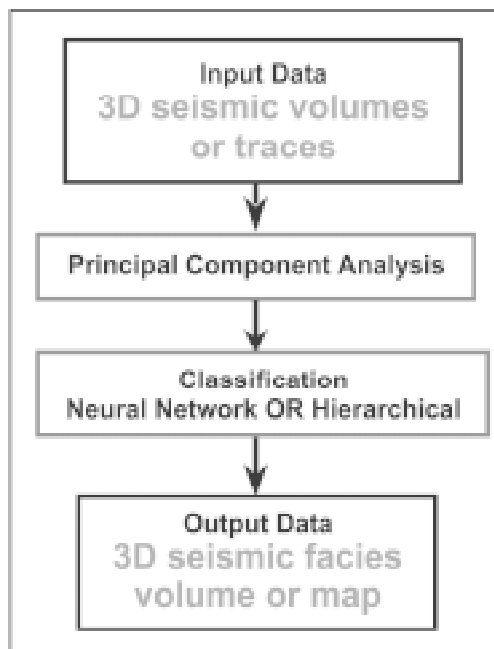 Input Data
3D seismic volumes
or traces
Principal Component Analysis
Classification
Neural Network OR Hierarchical
Output Data
3D seismic facies
volume or map